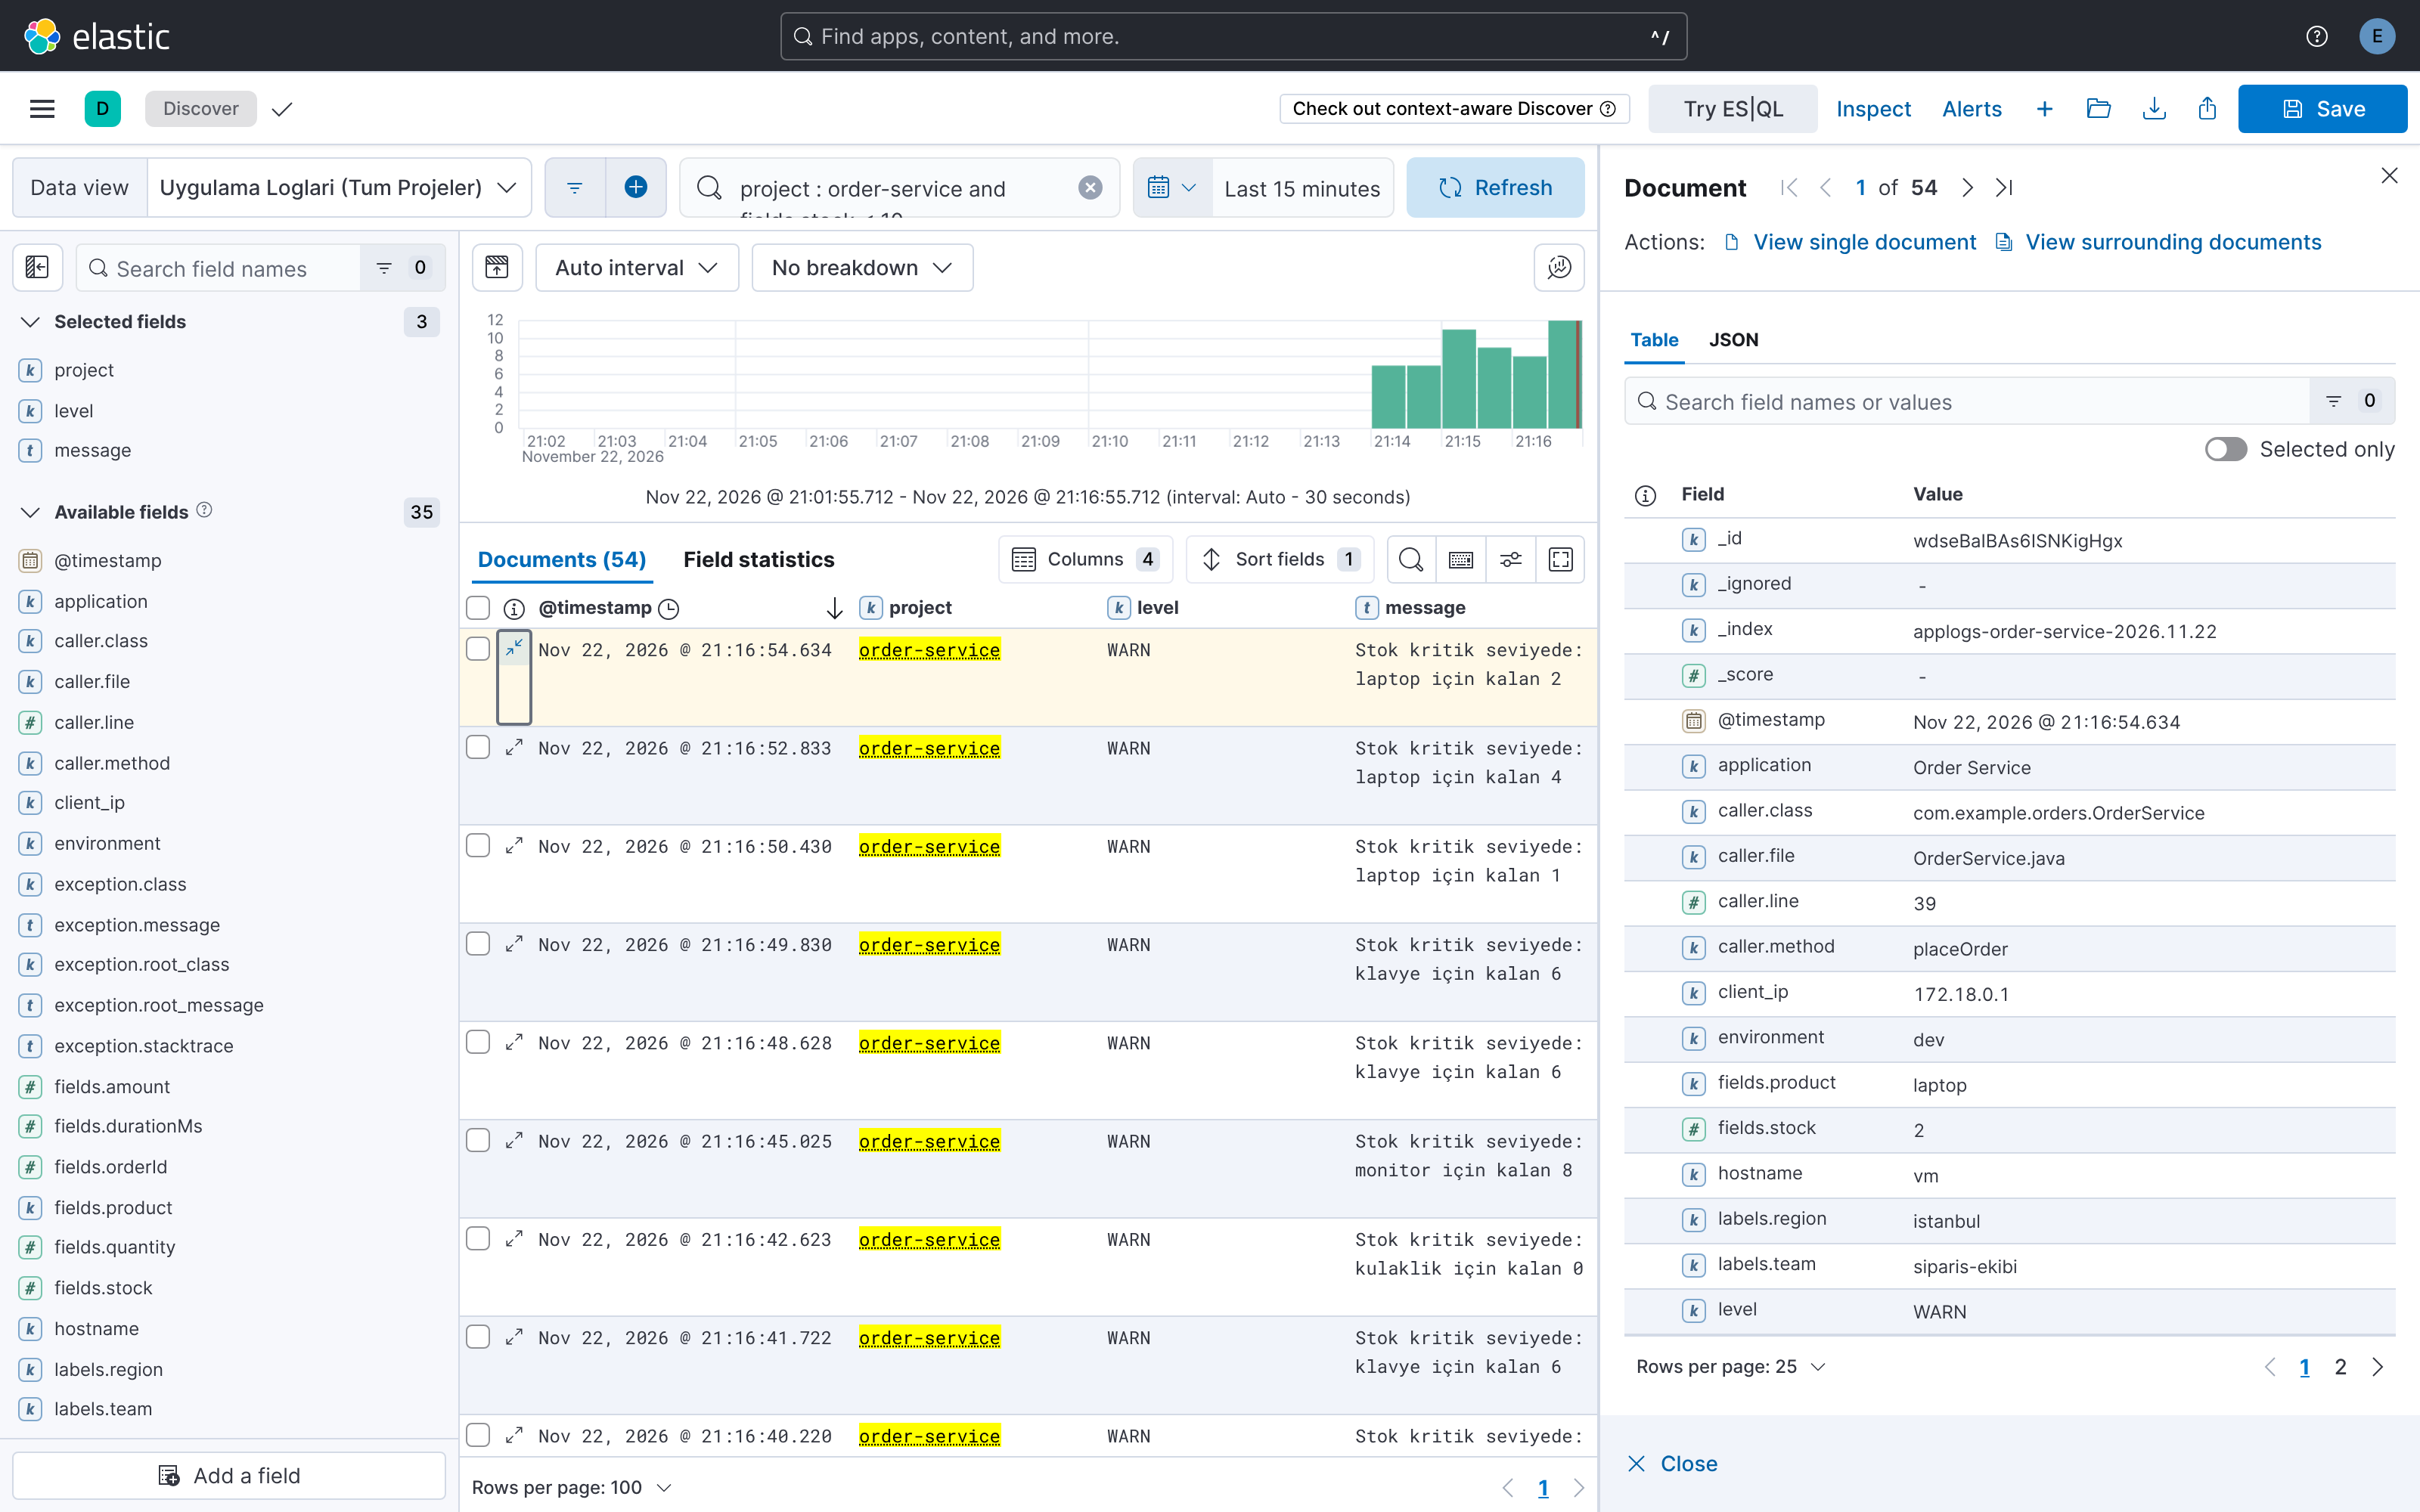 elastic
Find apps, content, and more.
^ /
E
D
Discover
Check out context-aware Discover
Try ES|QL
Inspect
Alerts
Save
Data view
Uygulama Loglari (Tum Projeler)
project : order-service and
fields.stock < 10
Last 15 minutes
Refresh
Search field names
0
Selected fields
3
k project
k level
t message
Available fields
35
@timestamp
k application
k caller.class
k caller.file
# caller.line
k caller.method
k client_ip
k environment
k exception.class
t exception.message
k exception.root_class
t exception.root_message
t exception.stacktrace
# fields.amount
# fields.durationMs
# fields.orderId
k fields.product
# fields.quantity
# fields.stock
k hostname
k labels.region
k labels.team
Add a field
Auto interval
No breakdown
12
10
8
6
4
2
0
21:02 21:03 21:04 21:05 21:06 21:07 21:08 21:09 21:10 21:11 21:12 21:13 21:14 21:15 21:16
November 22, 2026
Nov 22, 2026 @ 21:01:55.712 - Nov 22, 2026 @ 21:16:55.712 (interval: Auto - 30 seconds)
Documents (54)
Field statistics
Columns 4
Sort fields 1
@timestamp k project k level t message
Nov 22, 2026 @ 21:16:54.634 order-service WARN Stok kritik seviyede:
laptop için kalan 2
Nov 22, 2026 @ 21:16:52.833 order-service WARN Stok kritik seviyede:
laptop için kalan 4
Nov 22, 2026 @ 21:16:50.430 order-service WARN Stok kritik seviyede:
laptop için kalan 1
Nov 22, 2026 @ 21:16:49.830 order-service WARN Stok kritik seviyede:
klavye için kalan 6
Nov 22, 2026 @ 21:16:48.628 order-service WARN Stok kritik seviyede:
klavye için kalan 6
Nov 22, 2026 @ 21:16:45.025 order-service WARN Stok kritik seviyede:
monitor için kalan 8
Nov 22, 2026 @ 21:16:42.623 order-service WARN Stok kritik seviyede:
kulaklik için kalan 0
Nov 22, 2026 @ 21:16:41.722 order-service WARN Stok kritik seviyede:
klavye için kalan 6
Nov 22, 2026 @ 21:16:40.220 order-service WARN Stok kritik seviyede:
Rows per page: 100
1
Document
1 of 54
Actions: View single document View surrounding documents
Table
JSON
Search field names or values
0
Selected only
Field Value
k _id wdseBalBAs6ISNKigHgx
k _ignored -
k _index applogs-order-service-2026.11.22
# _score -
@timestamp Nov 22, 2026 @ 21:16:54.634
k application Order Service
k caller.class com.example.orders.OrderService
k caller.file OrderService.java
# caller.line 39
k caller.method placeOrder
k client_ip 172.18.0.1
k environment dev
k fields.product laptop
# fields.stock 2
k hostname vm
k labels.region istanbul
k labels.team siparis-ekibi
k level WARN
Rows per page: 25
1 2
Close